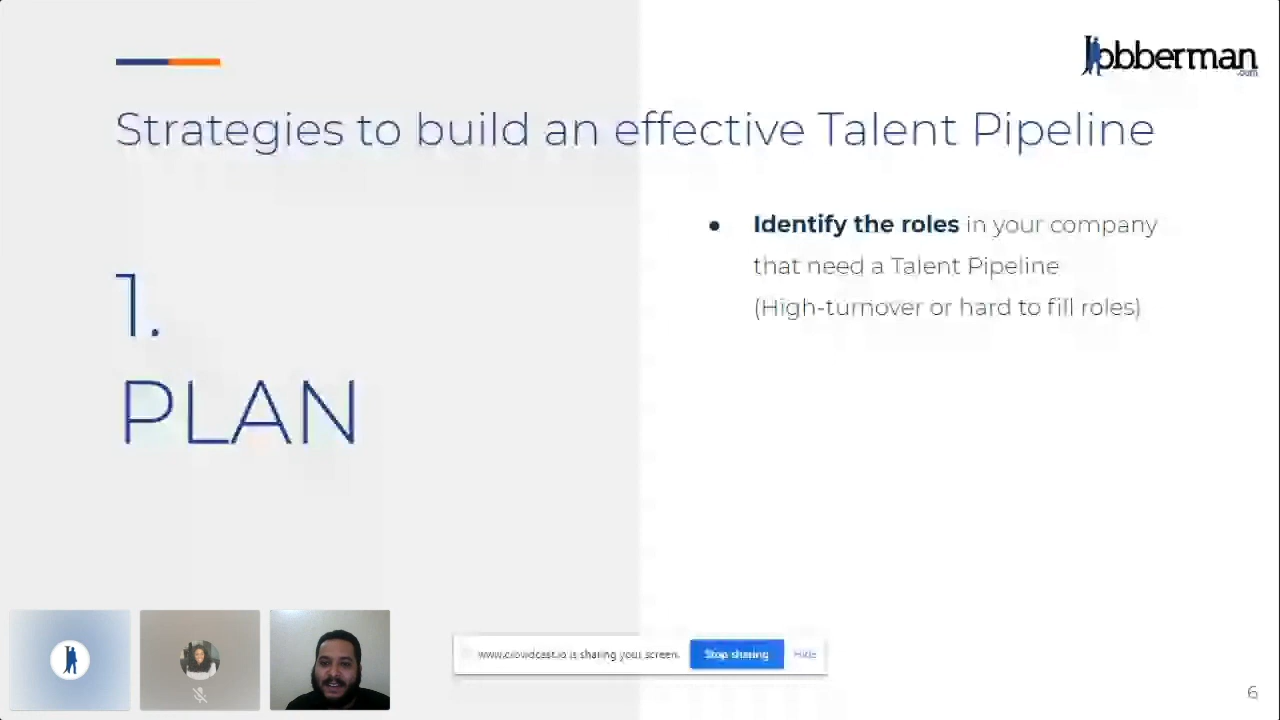 Jobberman
.com
Strategies to build an effective Talent Pipeline
1.
PLAN
● Identify the roles in your company
that need a Talent Pipeline
(High-turnover or hard to fill roles)
www.crowdcast.io is sharing your screen. Stop sharing Hide
6